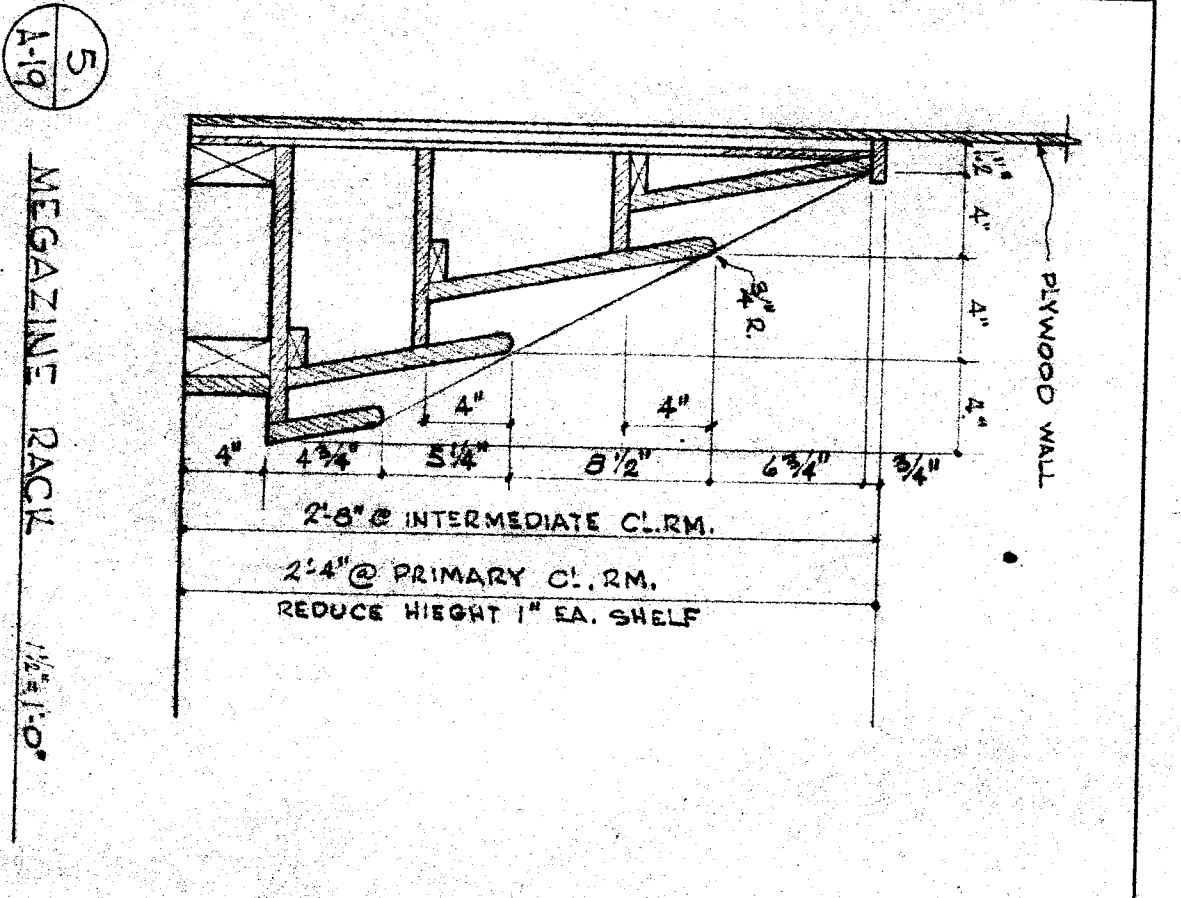 5
A-19
MEGAZINE RACK
1½"=1'-0"
PLYWOOD WALL
1½"
4"
4"
4"
¾" R.
4"
4"
4"
4¾"
5¼"
8½"
6¾"
¾"
2'-8" @ INTERMEDIATE CL.RM.
2'-4" @ PRIMARY CL.RM.
REDUCE HIEGHT 1" EA. SHELF